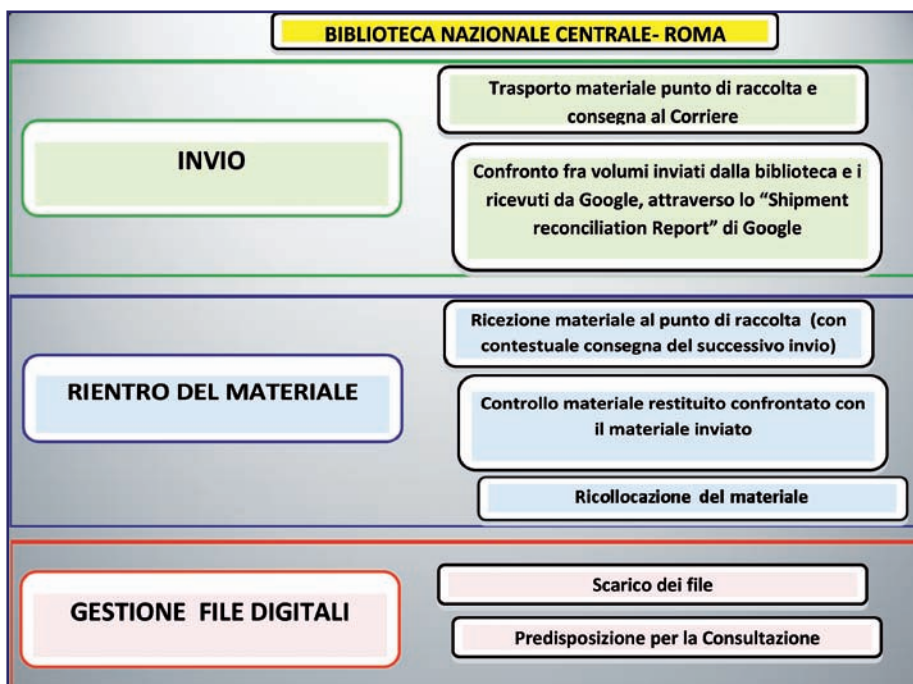 BIBLIOTECA NAZIONALE CENTRALE- ROMA
INVIO
Trasporto materiale punto di raccolta e
consegna al Corriere
Confronto fra volumi inviati dalla biblioteca e i
ricevuti da Google, attraverso lo “Shipment
reconciliation Report” di Google
RIENTRO DEL MATERIALE
Ricezione materiale al punto di raccolta (con
contestuale consegna del successivo invio)
Controllo materiale restituito confrontato con
il materiale inviato
Ricollocazione del materiale
GESTIONE FILE DIGITALI
Scarico dei file
Predisposizione per la Consultazione